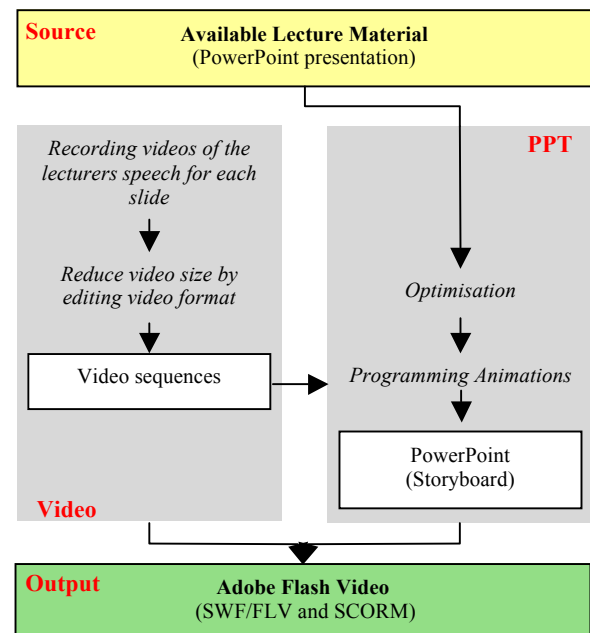 Source
Available Lecture Material
(PowerPoint presentation)
Recording videos of the
lecturers speech for each
slide
Reduce video size by
editing video format
Video sequences
Video
PPT
Optimisation
Programming Animations
PowerPoint
(Storyboard)
Output
Adobe Flash Video
(SWF/FLV and SCORM)